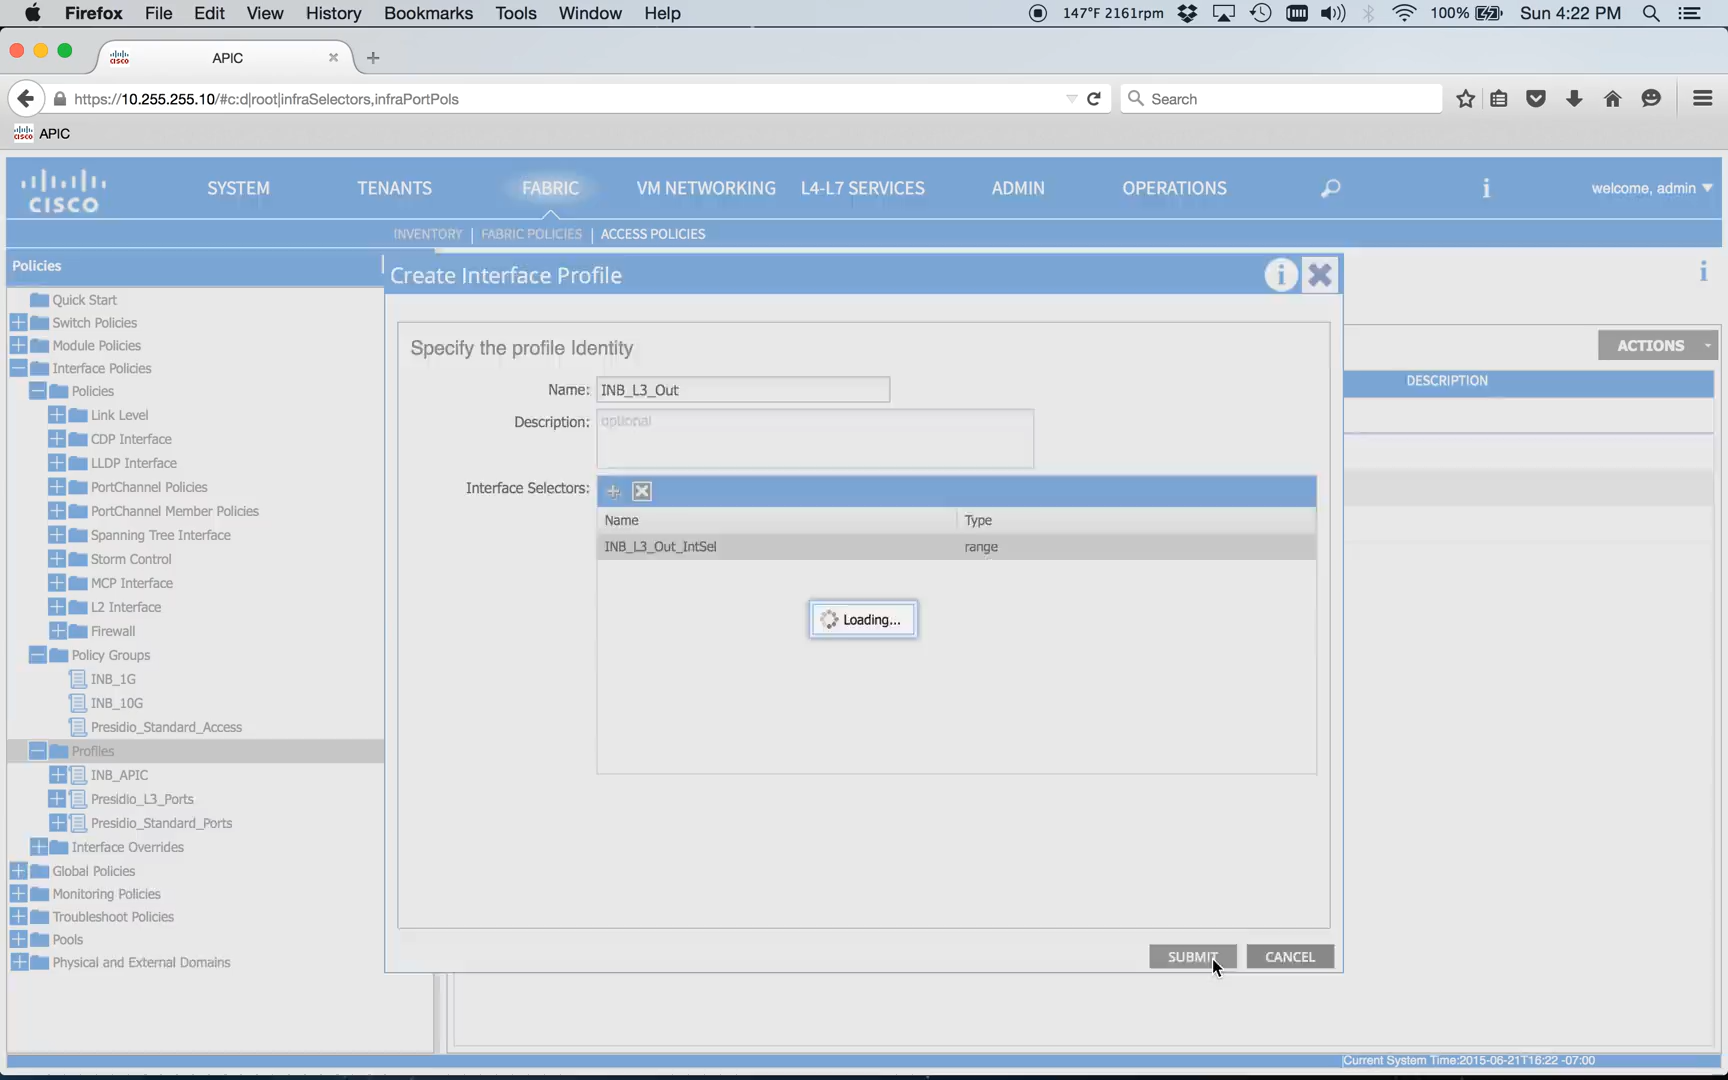 Firefox File Edit View History Bookmarks Tools Window Help 147°F 2161rpm 100% Sun 4:22 PM
cisco APIC
https://10.255.255.10/#c:d|root|infraSelectors,infraPortPols Search
cisco APIC
CISCO SYSTEM TENANTS FABRIC VM NETWORKING L4-L7 SERVICES ADMIN OPERATIONS i welcome, admin
INVENTORY | FABRIC POLICIES | ACCESS POLICIES
Policies
Quick Start
Switch Policies
Module Policies
Interface Policies
Policies
Link Level
CDP Interface
LLDP Interface
PortChannel Policies
PortChannel Member Policies
Spanning Tree Interface
Storm Control
MCP Interface
L2 Interface
Firewall
Policy Groups
INB_1G
INB_10G
Presidio_Standard_Access
Profiles
INB_APIC
Presidio_L3_Ports
Presidio_Standard_Ports
Interface Overrides
Global Policies
Monitoring Policies
Troubleshoot Policies
Pools
Physical and External Domains
Create Interface Profile i
Specify the profile Identity
Name: INB_L3_Out
Description: optional
Interface Selectors:
Name Type
INB_L3_Out_IntSel range
Loading...
SUBMIT CANCEL
i
ACTIONS
DESCRIPTION
Current System Time:2015-06-21T16:22 -07:00